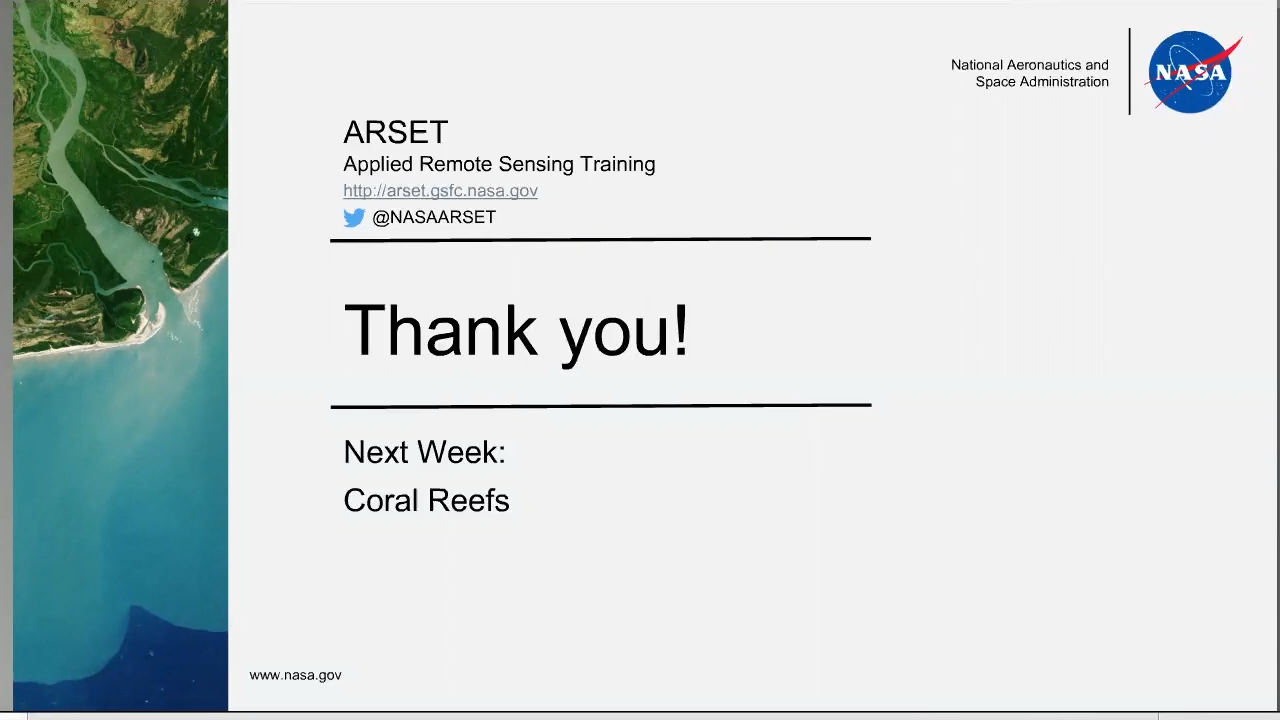 National Aeronautics and
Space Administration
NASA
ARSET
Applied Remote Sensing Training
http://arset.gsfc.nasa.gov
@NASAARSET
Thank you!
Next Week:
Coral Reefs
www.nasa.gov